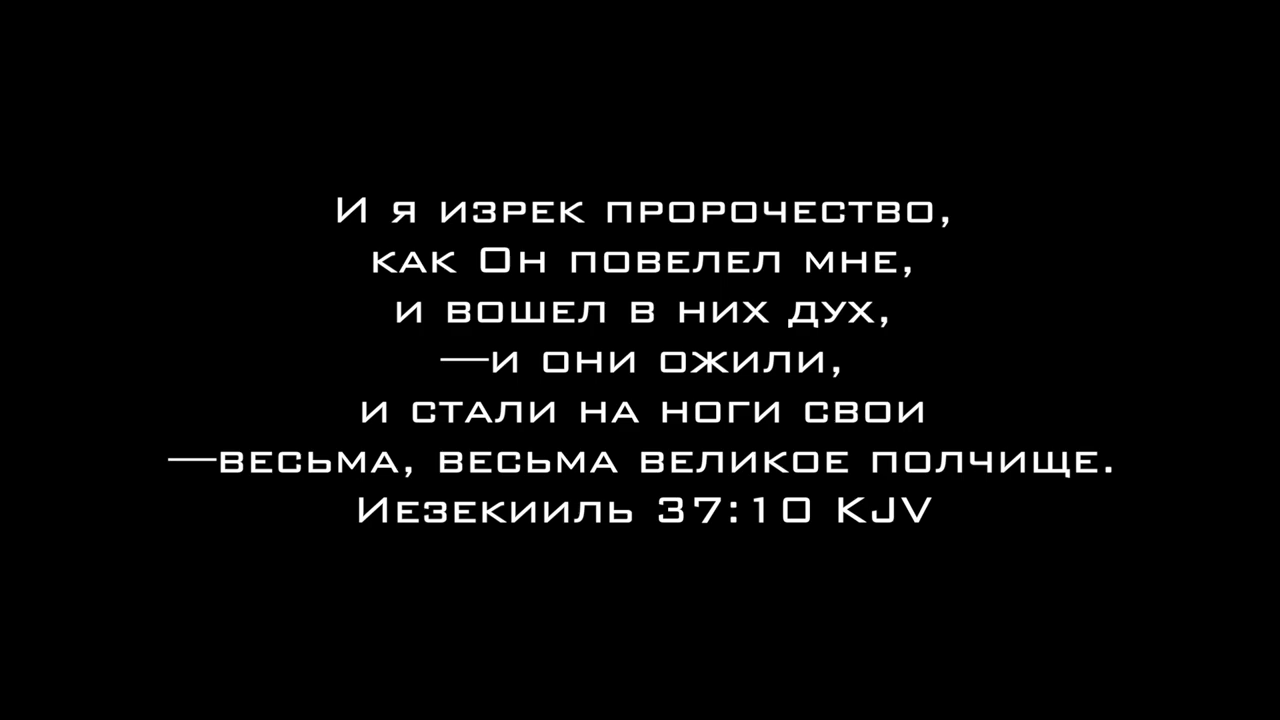 И я изрек пророчество,
как Он повелел мне,
и вошел в них дух,
—и они ожили,
и стали на ноги свои
—весьма, весьма великое полчище.
Иезекииль 37:10 KJV